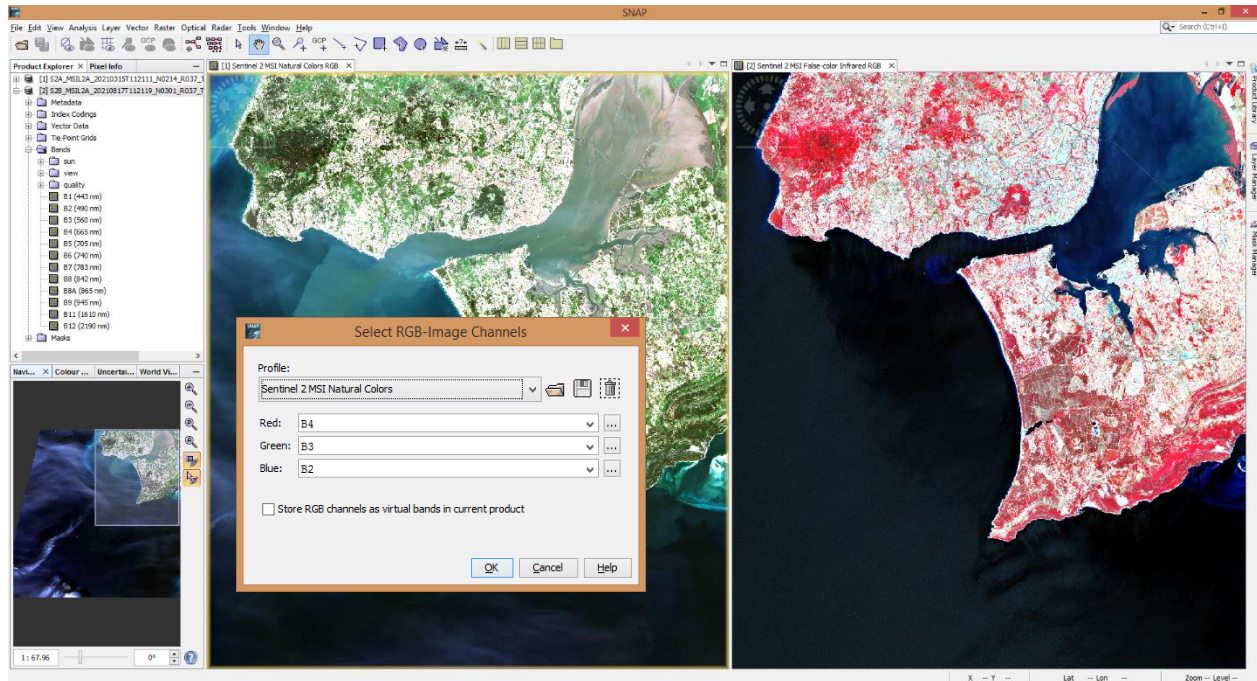 SNAP
File Edit View Analysis Layer Vector Raster Optical Radar Tools Window Help
Search (Ctrl+I)
Product Explorer × Pixel Info
[1] S2A_MSIL2A_20210315T112111_N0214_R037_T
[2] S2B_MSIL2A_20210817T112119_N0301_R037_T
Metadata
Index Codings
Vector Data
Tie-Point Grids
Bands
sun
view
quality
B1 (443 nm)
B2 (490 nm)
B3 (560 nm)
B4 (665 nm)
B5 (705 nm)
B6 (740 nm)
B7 (783 nm)
B8 (842 nm)
B8A (865 nm)
B9 (945 nm)
B11 (1610 nm)
B12 (2190 nm)
Masks
Navi... × Colour ... Uncertai... World Vi...
1: 67.96
0°
[1] Sentinel 2 MSI Natural Colors RGB ×
[2] Sentinel 2 MSI False-color Infrared RGB ×
SNAP
Select RGB-Image Channels
Profile:
Sentinel 2 MSI Natural Colors
Red: B4 ...
Green: B3 ...
Blue: B2 ...
Store RGB channels as virtual bands in current product
OK Cancel Help
Product Library
Layer Manager
Mask Manager
X -- Y -- Lat -- Lon -- Zoom -- Level --